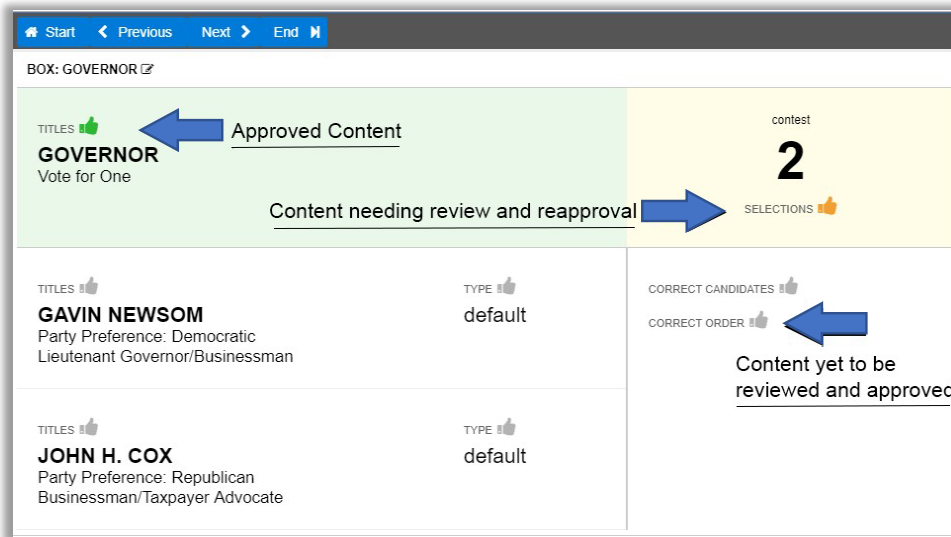 Start Previous Next End
BOX: GOVERNOR
TITLES
Approved Content
GOVERNOR
Vote for One
contest
2
Content needing review and reapproval
SELECTIONS
TITLES
TYPE
GAVIN NEWSOM
default
Party Preference: Democratic
Lieutenant Governor/Businessman
CORRECT CANDIDATES
CORRECT ORDER
Content yet to be
reviewed and approved
TITLES
TYPE
JOHN H. COX
default
Party Preference: Republican
Businessman/Taxpayer Advocate